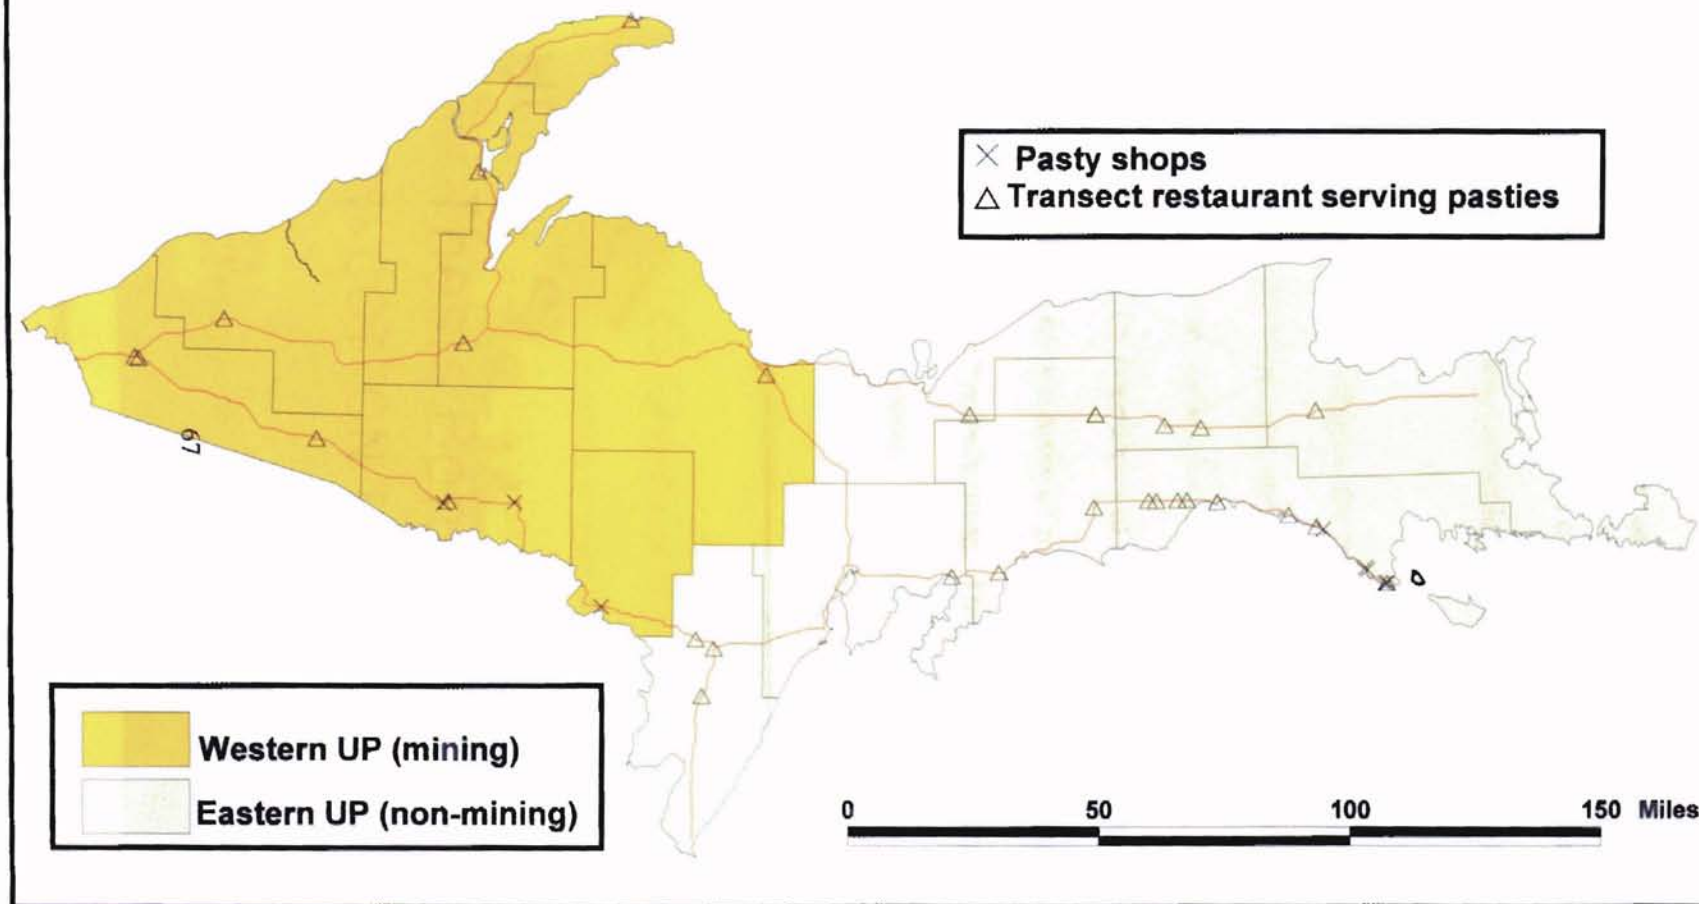 Pasty shops
Transect restaurant serving pasties
67
Western UP (mining)
Eastern UP (non-mining)
0 50 100 150 Miles